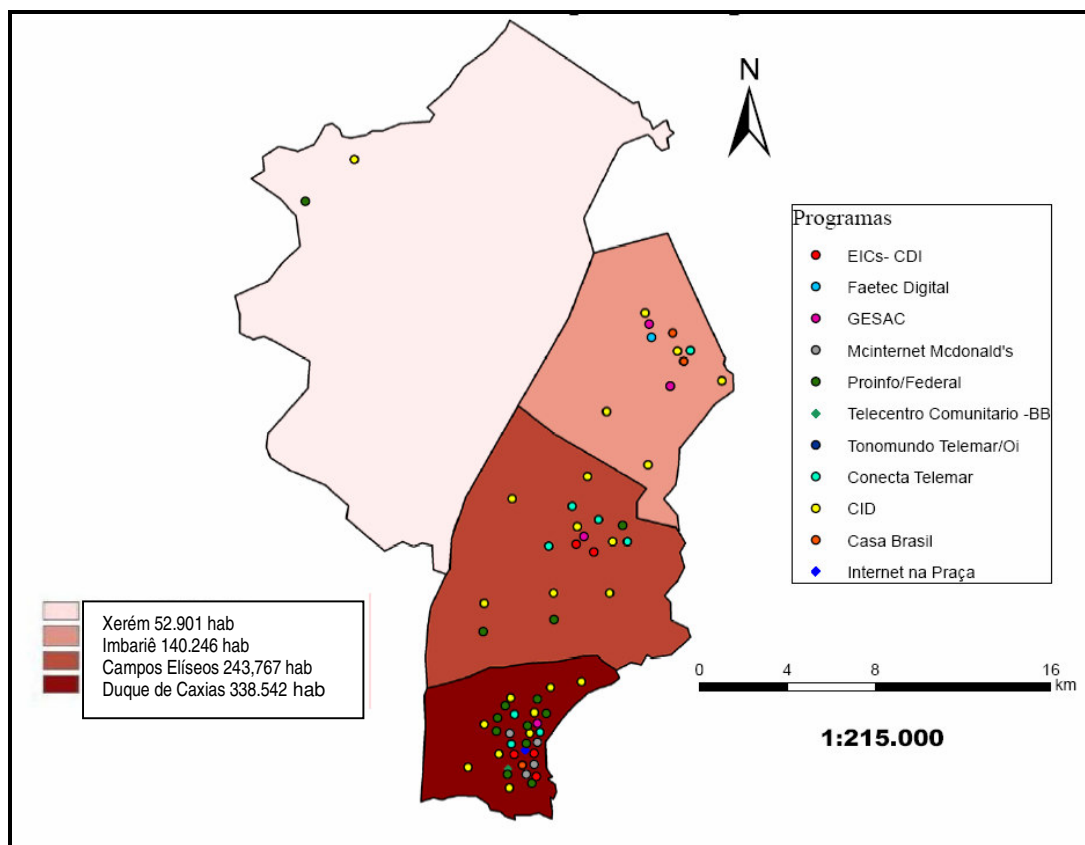 N
Programas
EICs- CDI
Faetec Digital
GESAC
Mcinternet Mcdonald's
Proinfo/Federal
Telecentro Comunitario -BB
Tonomundo Telemar/Oi
Conecta Telemar
CID
Casa Brasil
Internet na Praça
Xerém 52.901 hab
Imbariê 140.246 hab
Campos Elíseos 243,767 hab
Duque de Caxias 338.542 hab
0 4 8 16
km
1:215.000